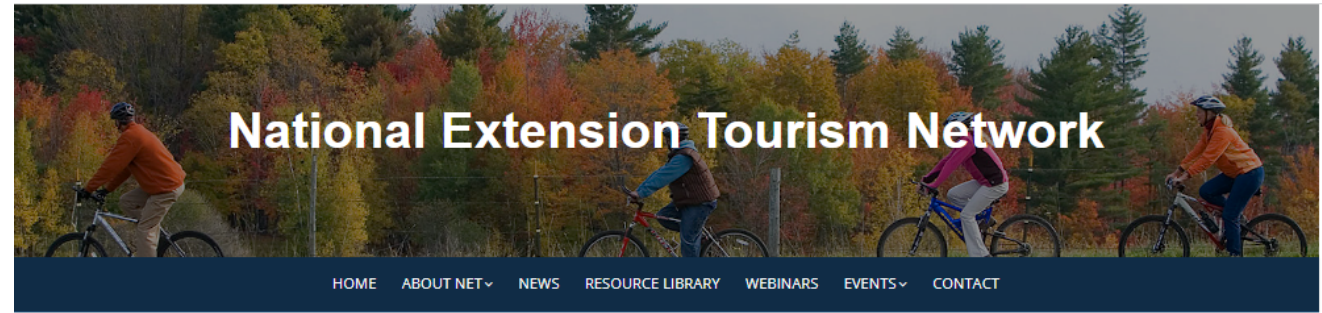 National Extension Tourism Network
HOME ABOUT NET NEWS RESOURCE LIBRARY WEBINARS EVENTS CONTACT